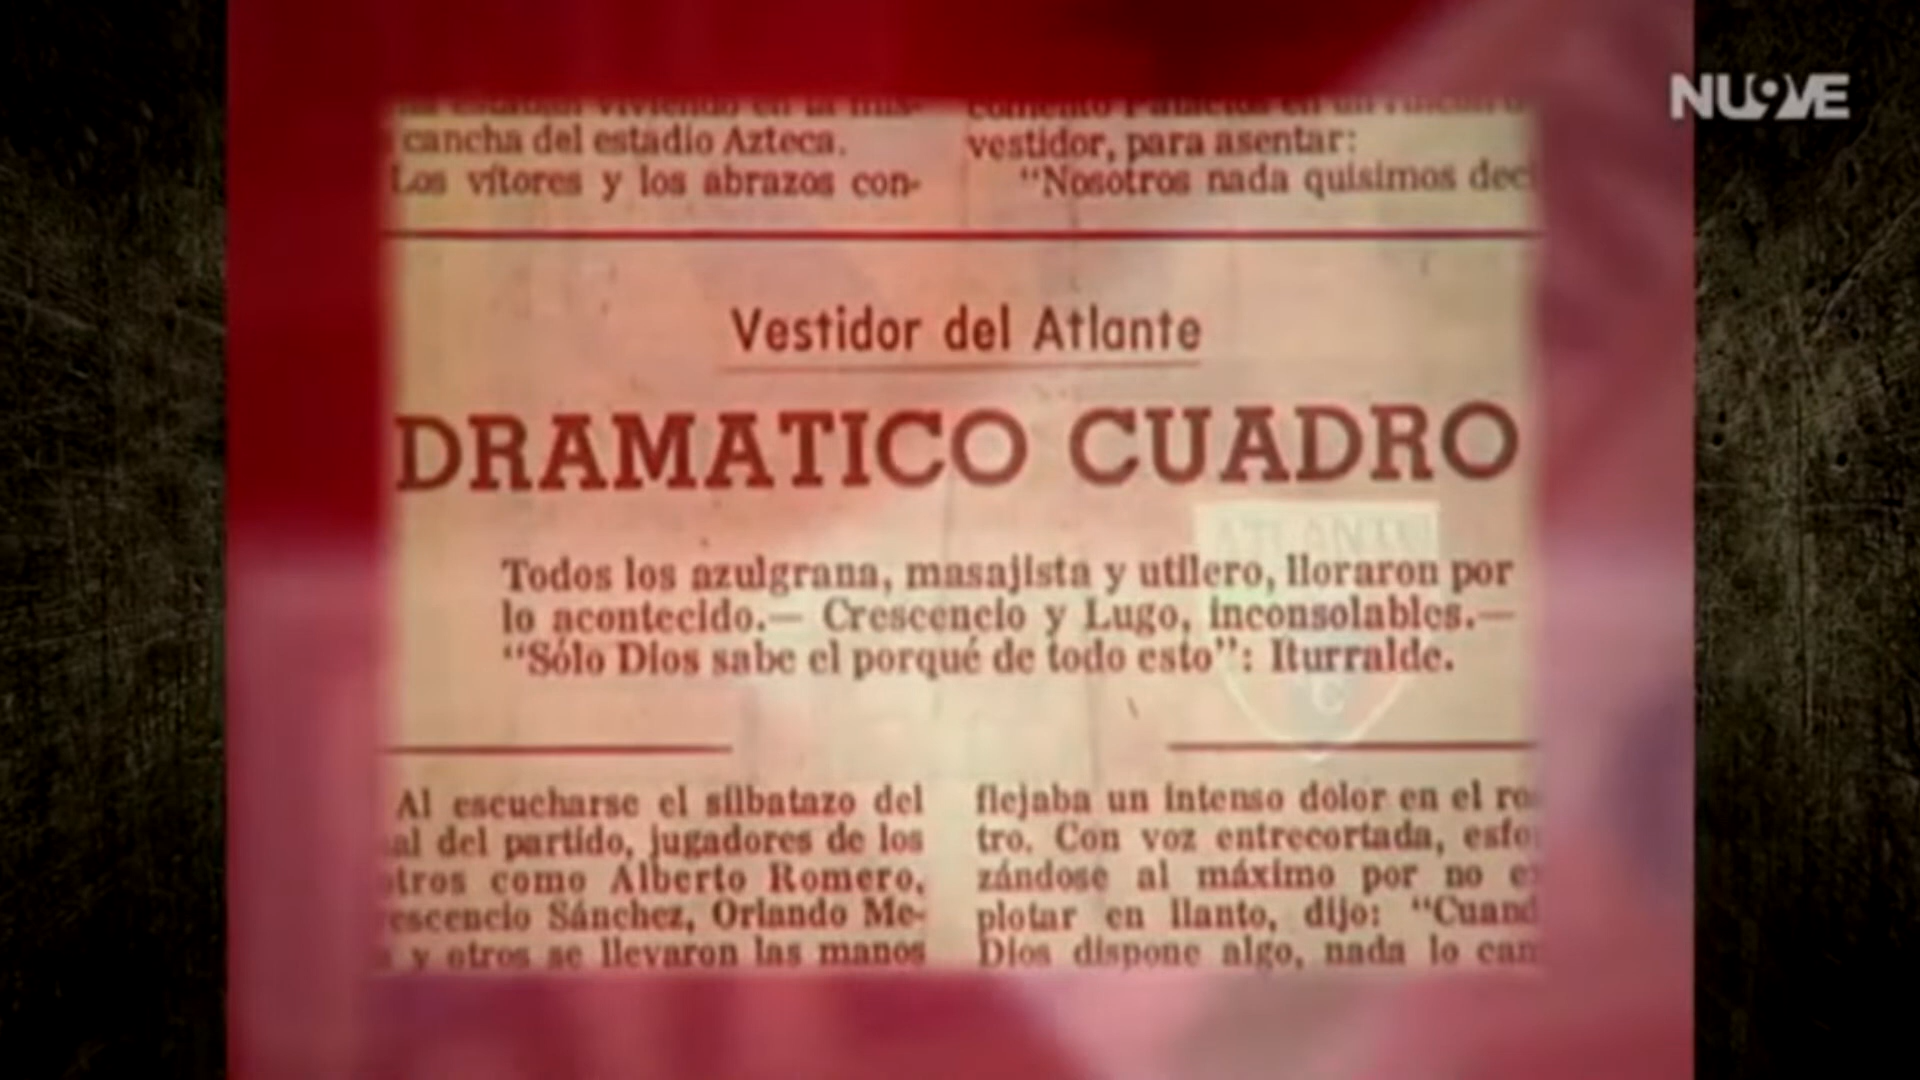 NU9VE
cancha del estadio Azteca.
Los vítores y los abrazos con-
vestidor, para asentar:
"Nosotros nada quisimos dec
Vestidor del Atlante
DRAMATICO CUADRO
Todos los azulgrana, masajista y utilero, lloraron por
lo acontecido.— Crescencio y Lugo, inconsolables.—
"Sólo Dios sabe el porqué de todo esto": Iturralde.
ATLANTE
Al escucharse el silbatazo del
al del partido, jugadores de los
otros como Alberto Romero,
rescencio Sánchez, Orlando Me-
y otros se llevaron las manos
flejaba un intenso dolor en el ro
tro. Con voz entrecortada, esfo
zándose al máximo por no e
plotar en llanto, dijo: "Cuand
Dios dispone algo, nada lo cam